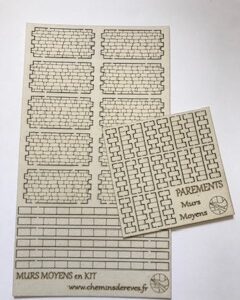 PAREMENTS
Murs
Moyens
MURS MOYENS en KIT
www.cheminsdereves.fr